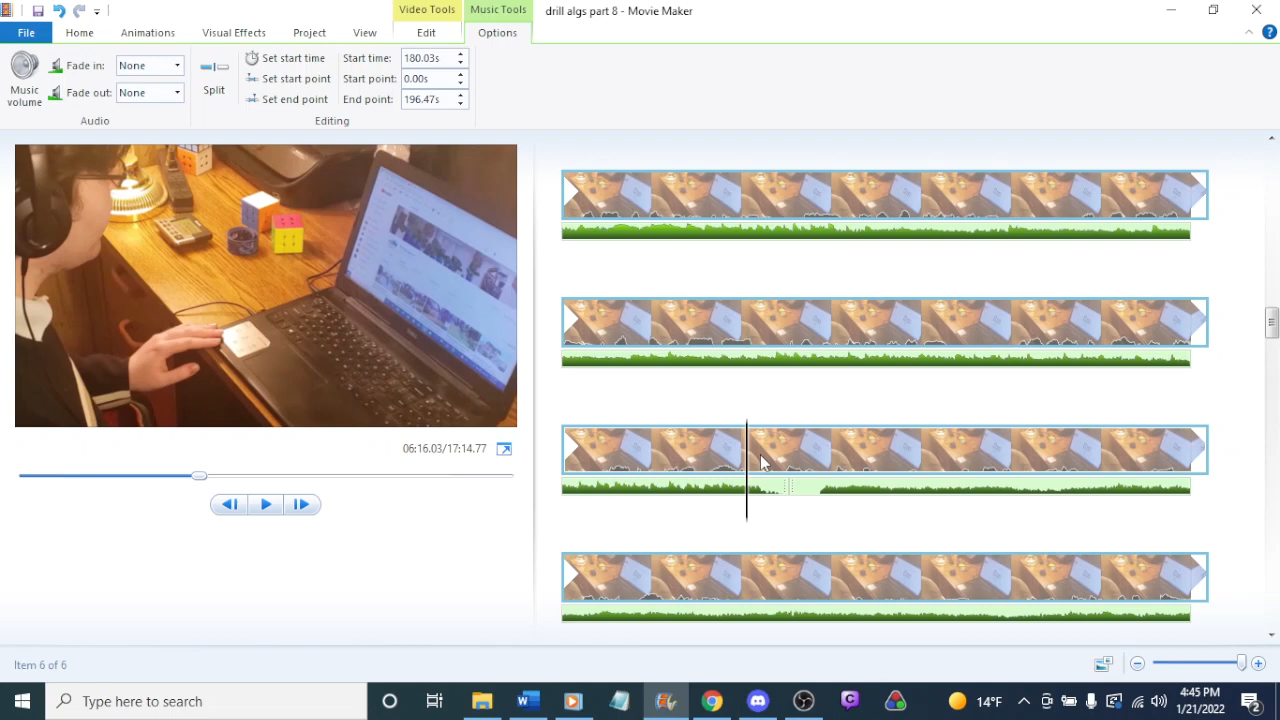 Video Tools
Music Tools
drill algs part 8 - Movie Maker
File
Home
Animations
Visual Effects
Project
View
Edit
Options
Music volume
Fade in:
None
Fade out:
None
Audio
Split
Set start time
Set start point
Set end point
Start time:
180.03s
Start point:
0.00s
End point:
196.47s
Editing
06:16.03/17:14.77
Item 6 of 6
Type here to search
14°F
4:45 PM
1/21/2022
2